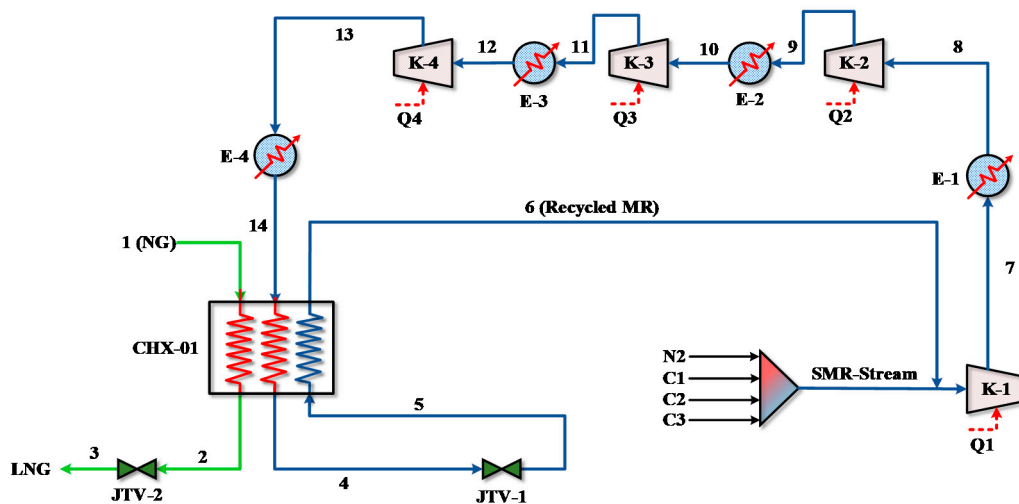 13
12
11
10
9
8
K-4
K-3
K-2
E-3
E-2
Q4
Q3
Q2
E-4
E-1
6 (Recycled MR)
14
1 (NG)
7
CHX-01
N2
C1
C2
C3
SMR-Stream
K-1
5
Q1
3
2
LNG
4
JTV-2
JTV-1